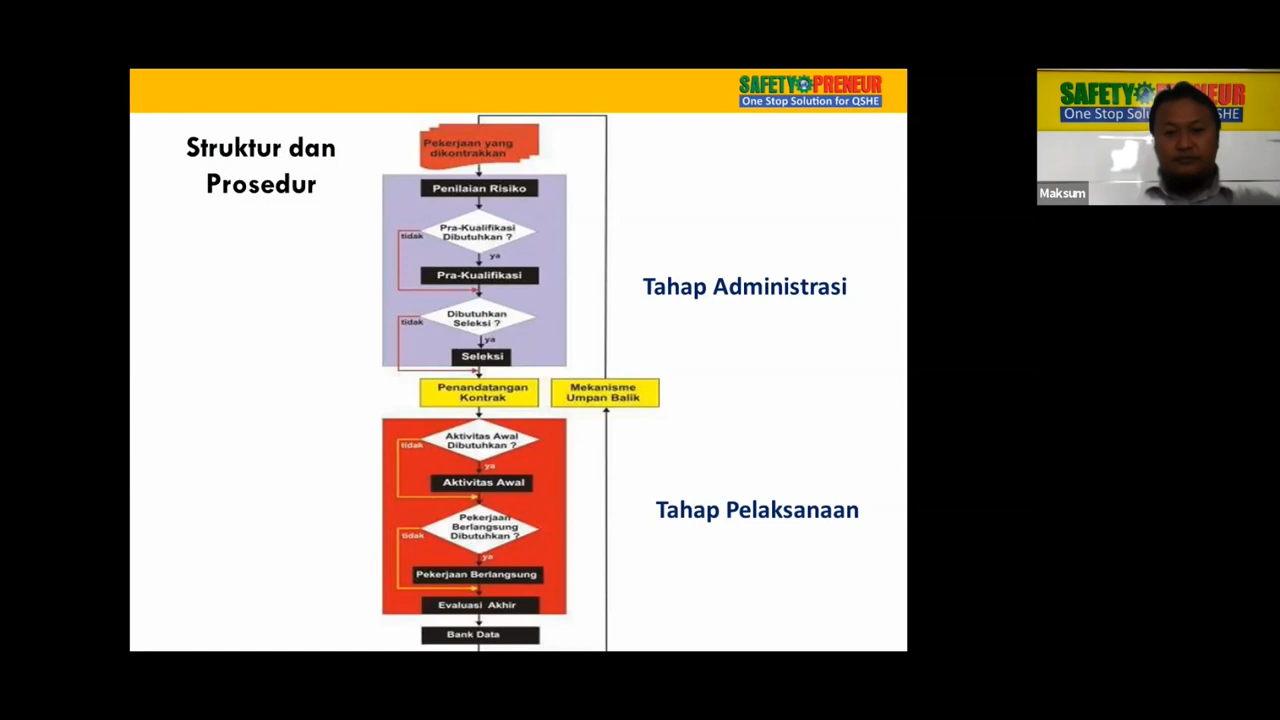 SAFETY PRENEUR
One Stop Solution for QSHE
Struktur dan
Prosedur
Pekerjaan yang
dikontrakkan
Penilaian Risiko
Pra-Kualifikasi
Dibutuhkan ?
tidak
ya
Pra-Kualifikasi
Dibutuhkan
Seleksi ?
tidak
ya
Seleksi
Tahap Administrasi
Penandatangan
Kontrak
Mekanisme
Umpan Balik
Aktivitas Awal
Dibutuhkan ?
tidak
ya
Aktivitas Awal
Pekerjaan
Berlangsung
Dibutuhkan ?
tidak
ya
Pekerjaan Berlangsung
Evaluasi Akhir
Bank Data
Tahap Pelaksanaan
SAFETY PRENEUR
One Stop Solu
SHE
Maksum